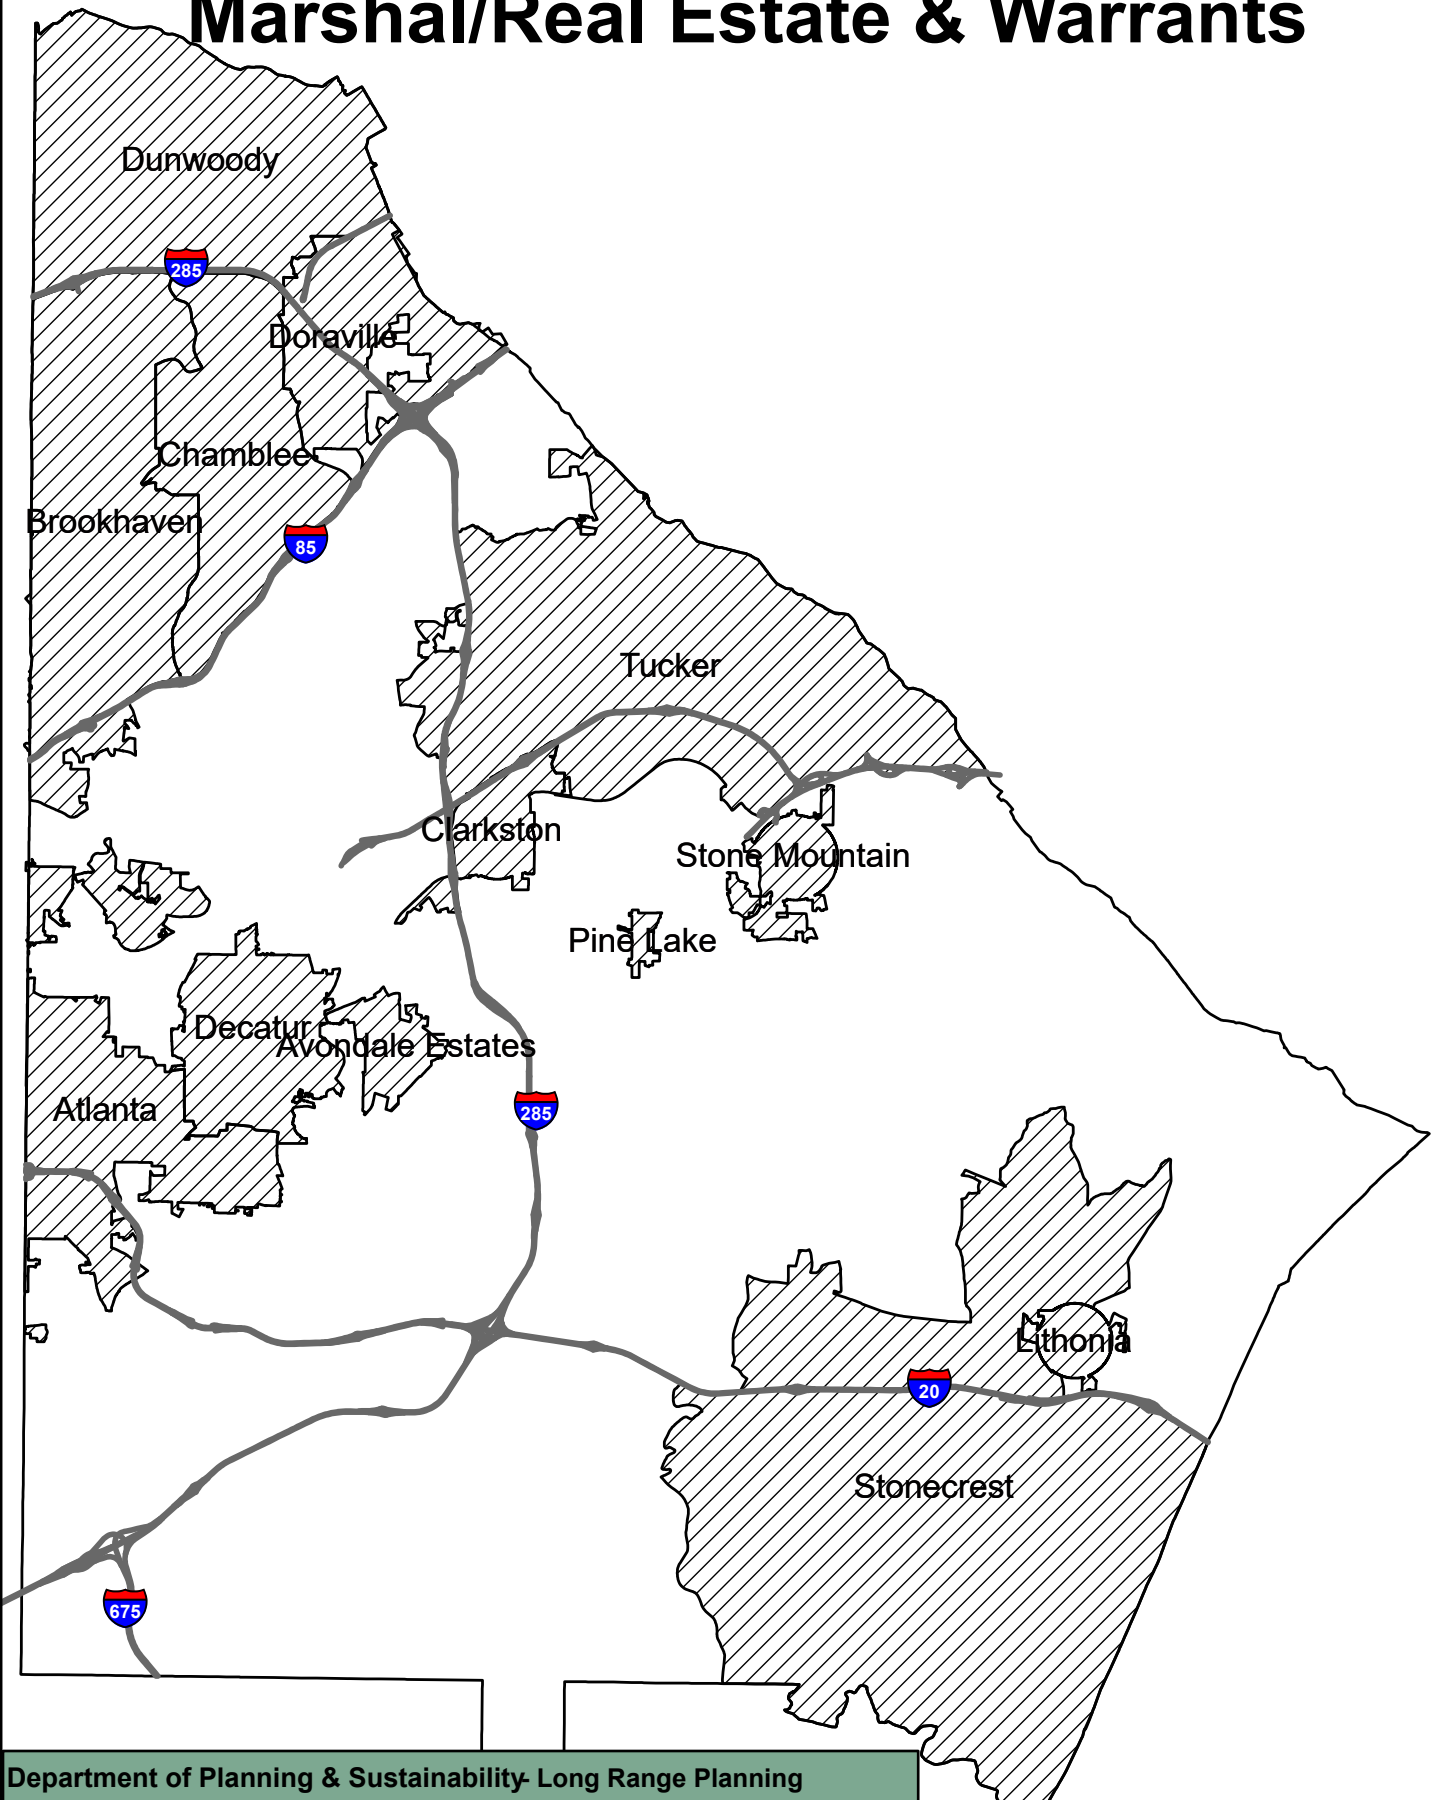 Marshal/Real Estate & Warrants
Dunwoody
285
Doraville
Chamblee
Brookhaven
85
Tucker
Clarkston
Stone Mountain
Pine Lake
Decatur
Avondale Estates
Atlanta
285
Lithonia
20
Stonecrest
675
Department of Planning & Sustainability- Long Range Planning